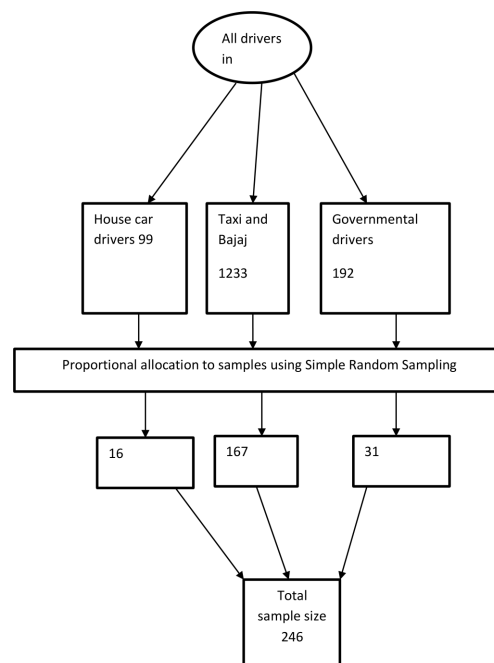 All drivers
in
House car
drivers 99
Taxi and
Bajaj
1233
Governmental
drivers
192
Proportional allocation to samples using Simple Random Sampling
16
167
31
Total
sample size
246